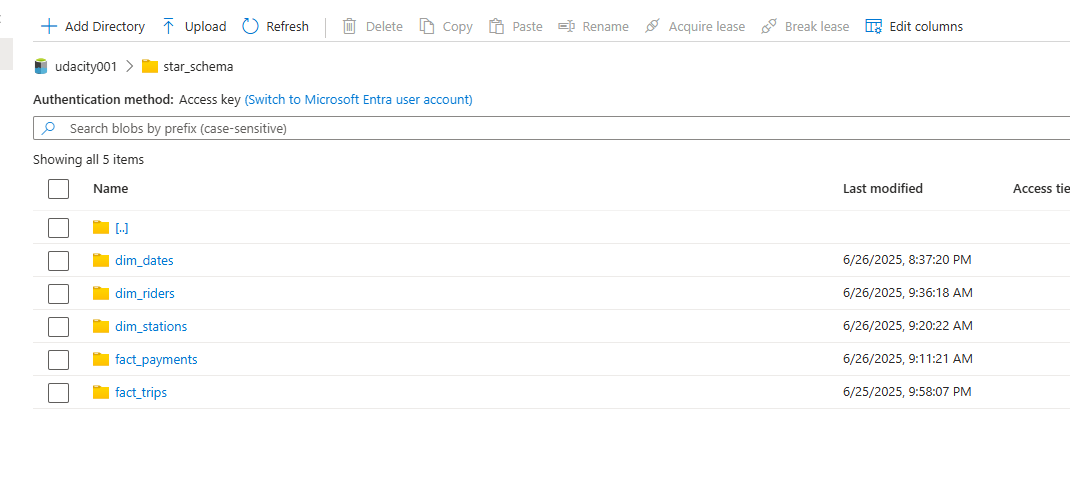 Add Directory Upload Refresh Delete Copy Paste Rename Acquire lease Break lease Edit columns
udacity001 > star_schema
Authentication method: Access key (Switch to Microsoft Entra user account)
Search blobs by prefix (case-sensitive)
Showing all 5 items
Name Last modified Access tie
[..]
dim_dates 6/26/2025, 8:37:20 PM
dim_riders 6/26/2025, 9:36:18 AM
dim_stations 6/26/2025, 9:20:22 AM
fact_payments 6/26/2025, 9:11:21 AM
fact_trips 6/25/2025, 9:58:07 PM